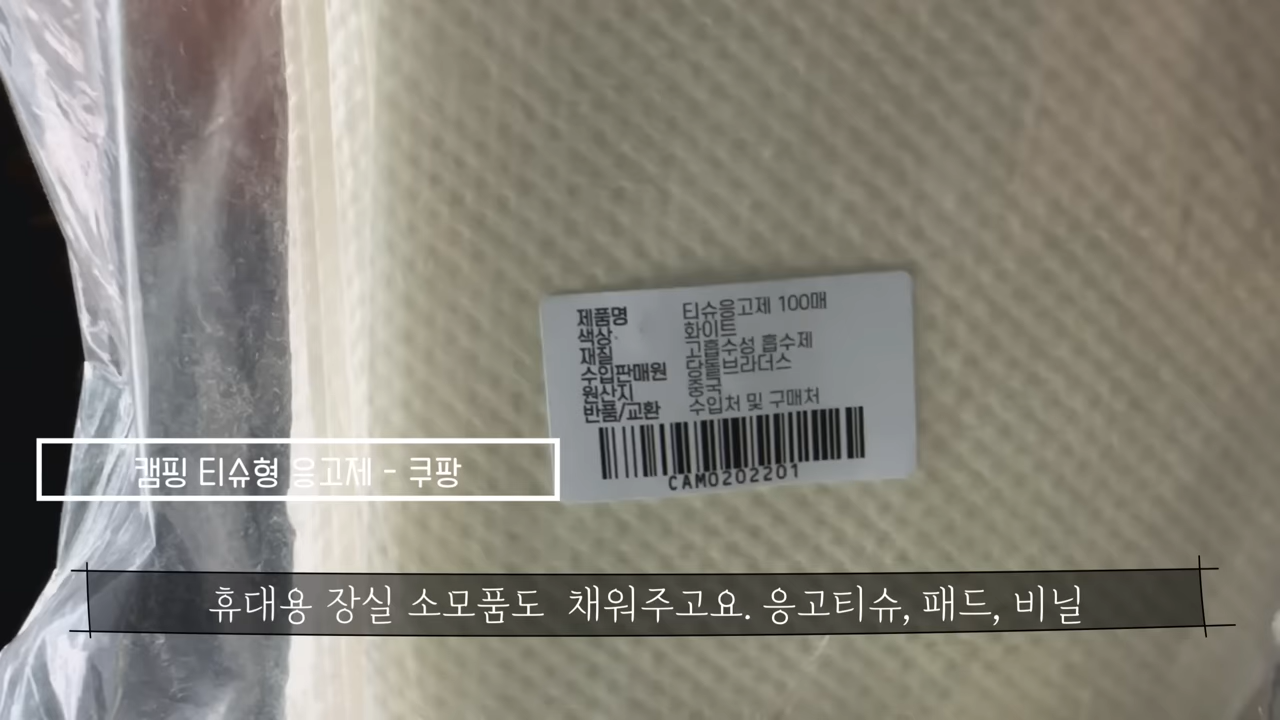 제품명 티슈응고제 100매
색상 화이트
재질 고흡수성 흡수제
수입판매원 당몰브라더스
원산지 중국
반품/교환 수입처 및 구매처
CAM0202201
캠핑 티슈형 응고제 - 쿠팡
휴대용 장실 소모품도 채워주고요. 응고티슈, 패드, 비닐